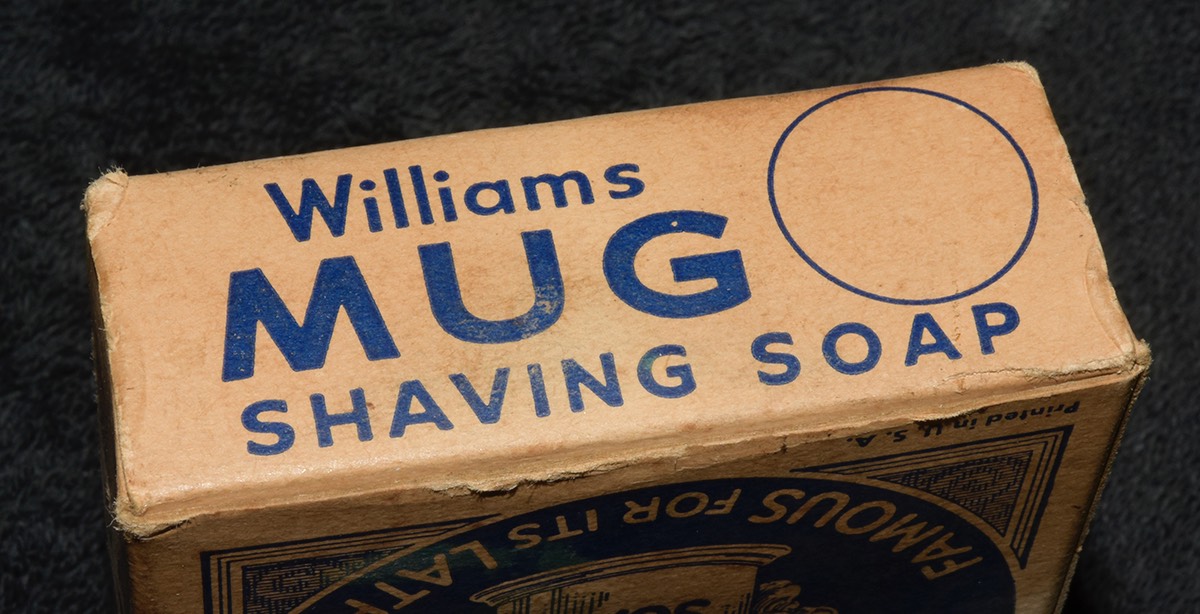 Williams
MUG
SHAVING SOAP
Printed in U. S. A.
FAMOUS FOR ITS